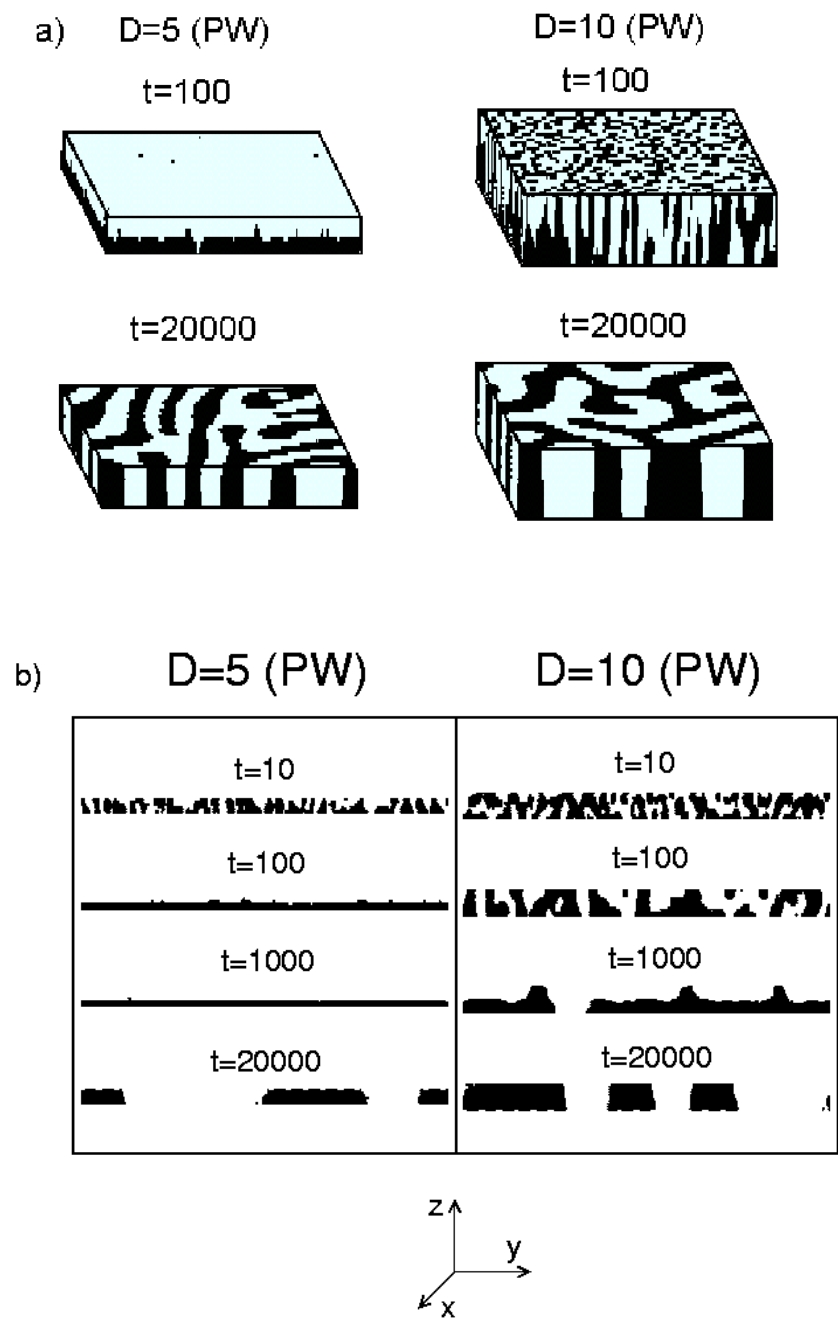 a) D=5 (PW) D=10 (PW)
t=100 t=100
t=20000 t=20000
b) D=5 (PW) D=10 (PW)
t=10 t=10
t=100 t=100
t=1000 t=1000
t=20000 t=20000
z
y
x